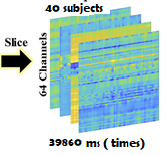 40 subjects
Slice
64 Channels
39860 ms ( times)